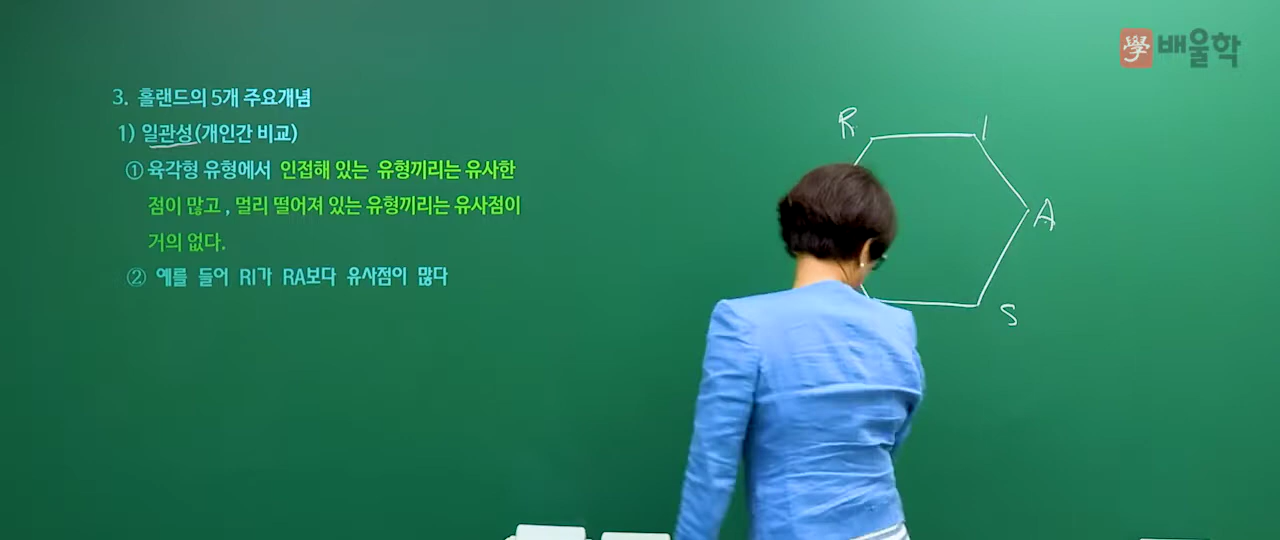 學 배울학
3. 홀랜드의 5개 주요개념
1) 일관성(개인간 비교)
① 육각형 유형에서 인접해 있는 유형끼리는 유사한
점이 많고, 멀리 떨어져 있는 유형끼리는 유사점이
거의 없다.
② 예를 들어 RI가 RA보다 유사점이 많다
R
I
A
S